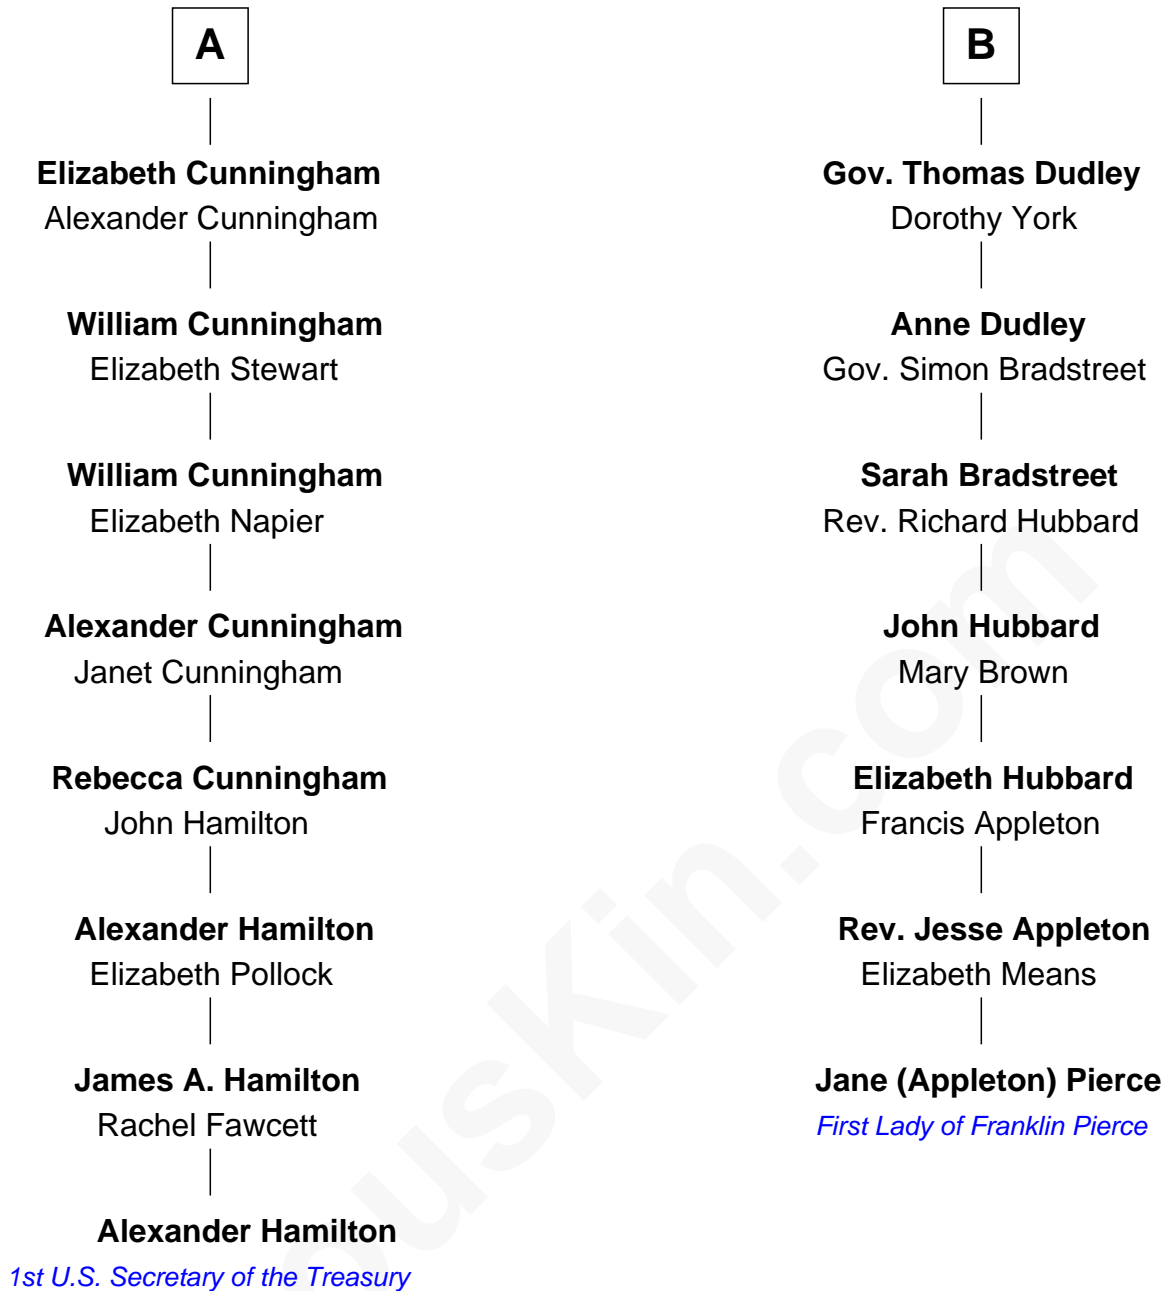 A
Elizabeth Cunningham
Alexander Cunningham
William Cunningham
Elizabeth Stewart
William Cunningham
Elizabeth Napier
Alexander Cunningham
Janet Cunningham
Rebecca Cunningham
John Hamilton
Alexander Hamilton
Elizabeth Pollock
James A. Hamilton
Rachel Fawcett
Alexander Hamilton
1st U.S. Secretary of the Treasury
B
Gov. Thomas Dudley
Dorothy York
Anne Dudley
Gov. Simon Bradstreet
Sarah Bradstreet
Rev. Richard Hubbard
John Hubbard
Mary Brown
Elizabeth Hubbard
Francis Appleton
Rev. Jesse Appleton
Elizabeth Means
Jane (Appleton) Pierce
First Lady of Franklin Pierce
ousKin.com